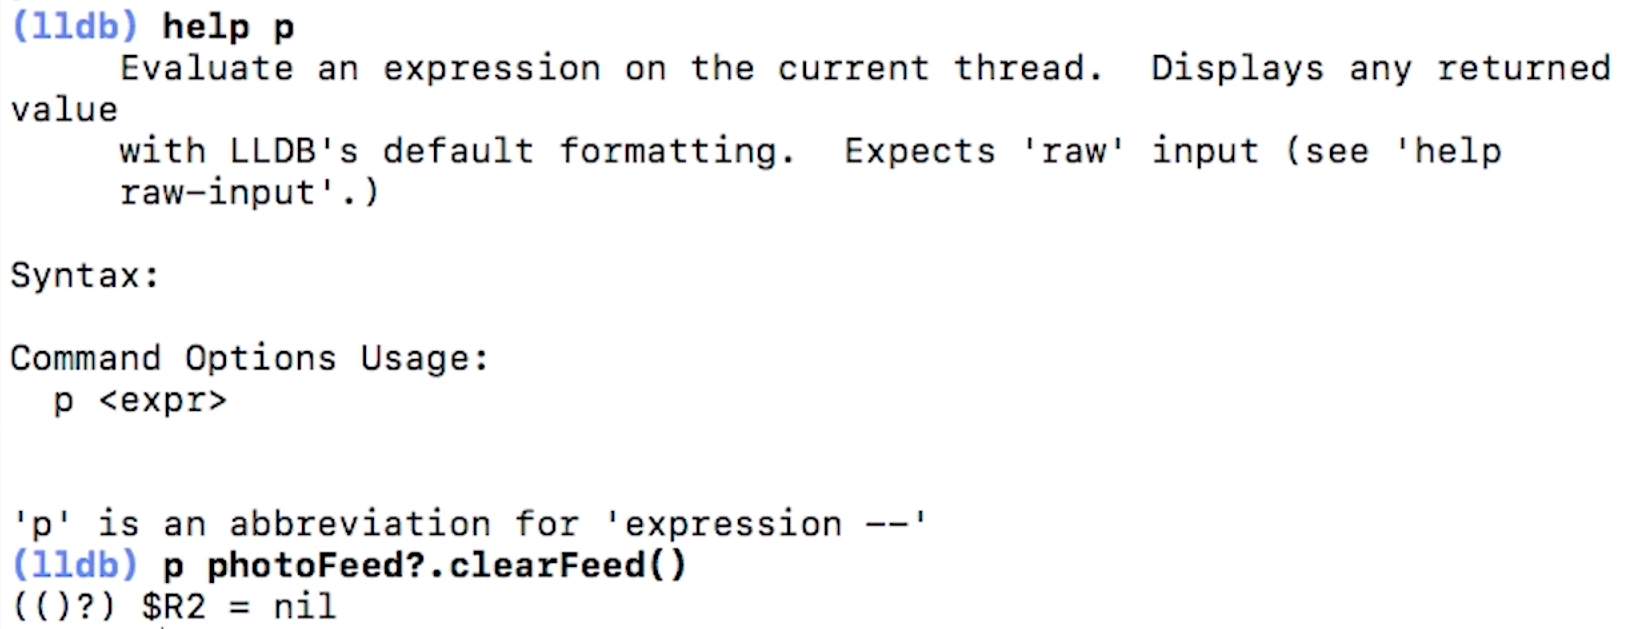 (lldb) help p
Evaluate an expression on the current thread.  Displays any returned
value
with LLDB's default formatting.  Expects 'raw' input (see 'help
raw-input'.)
Syntax:
Command Options Usage:
p <expr>
'p' is an abbreviation for 'expression --'
(lldb) p photoFeed?.clearFeed()
(()?) $R2 = nil